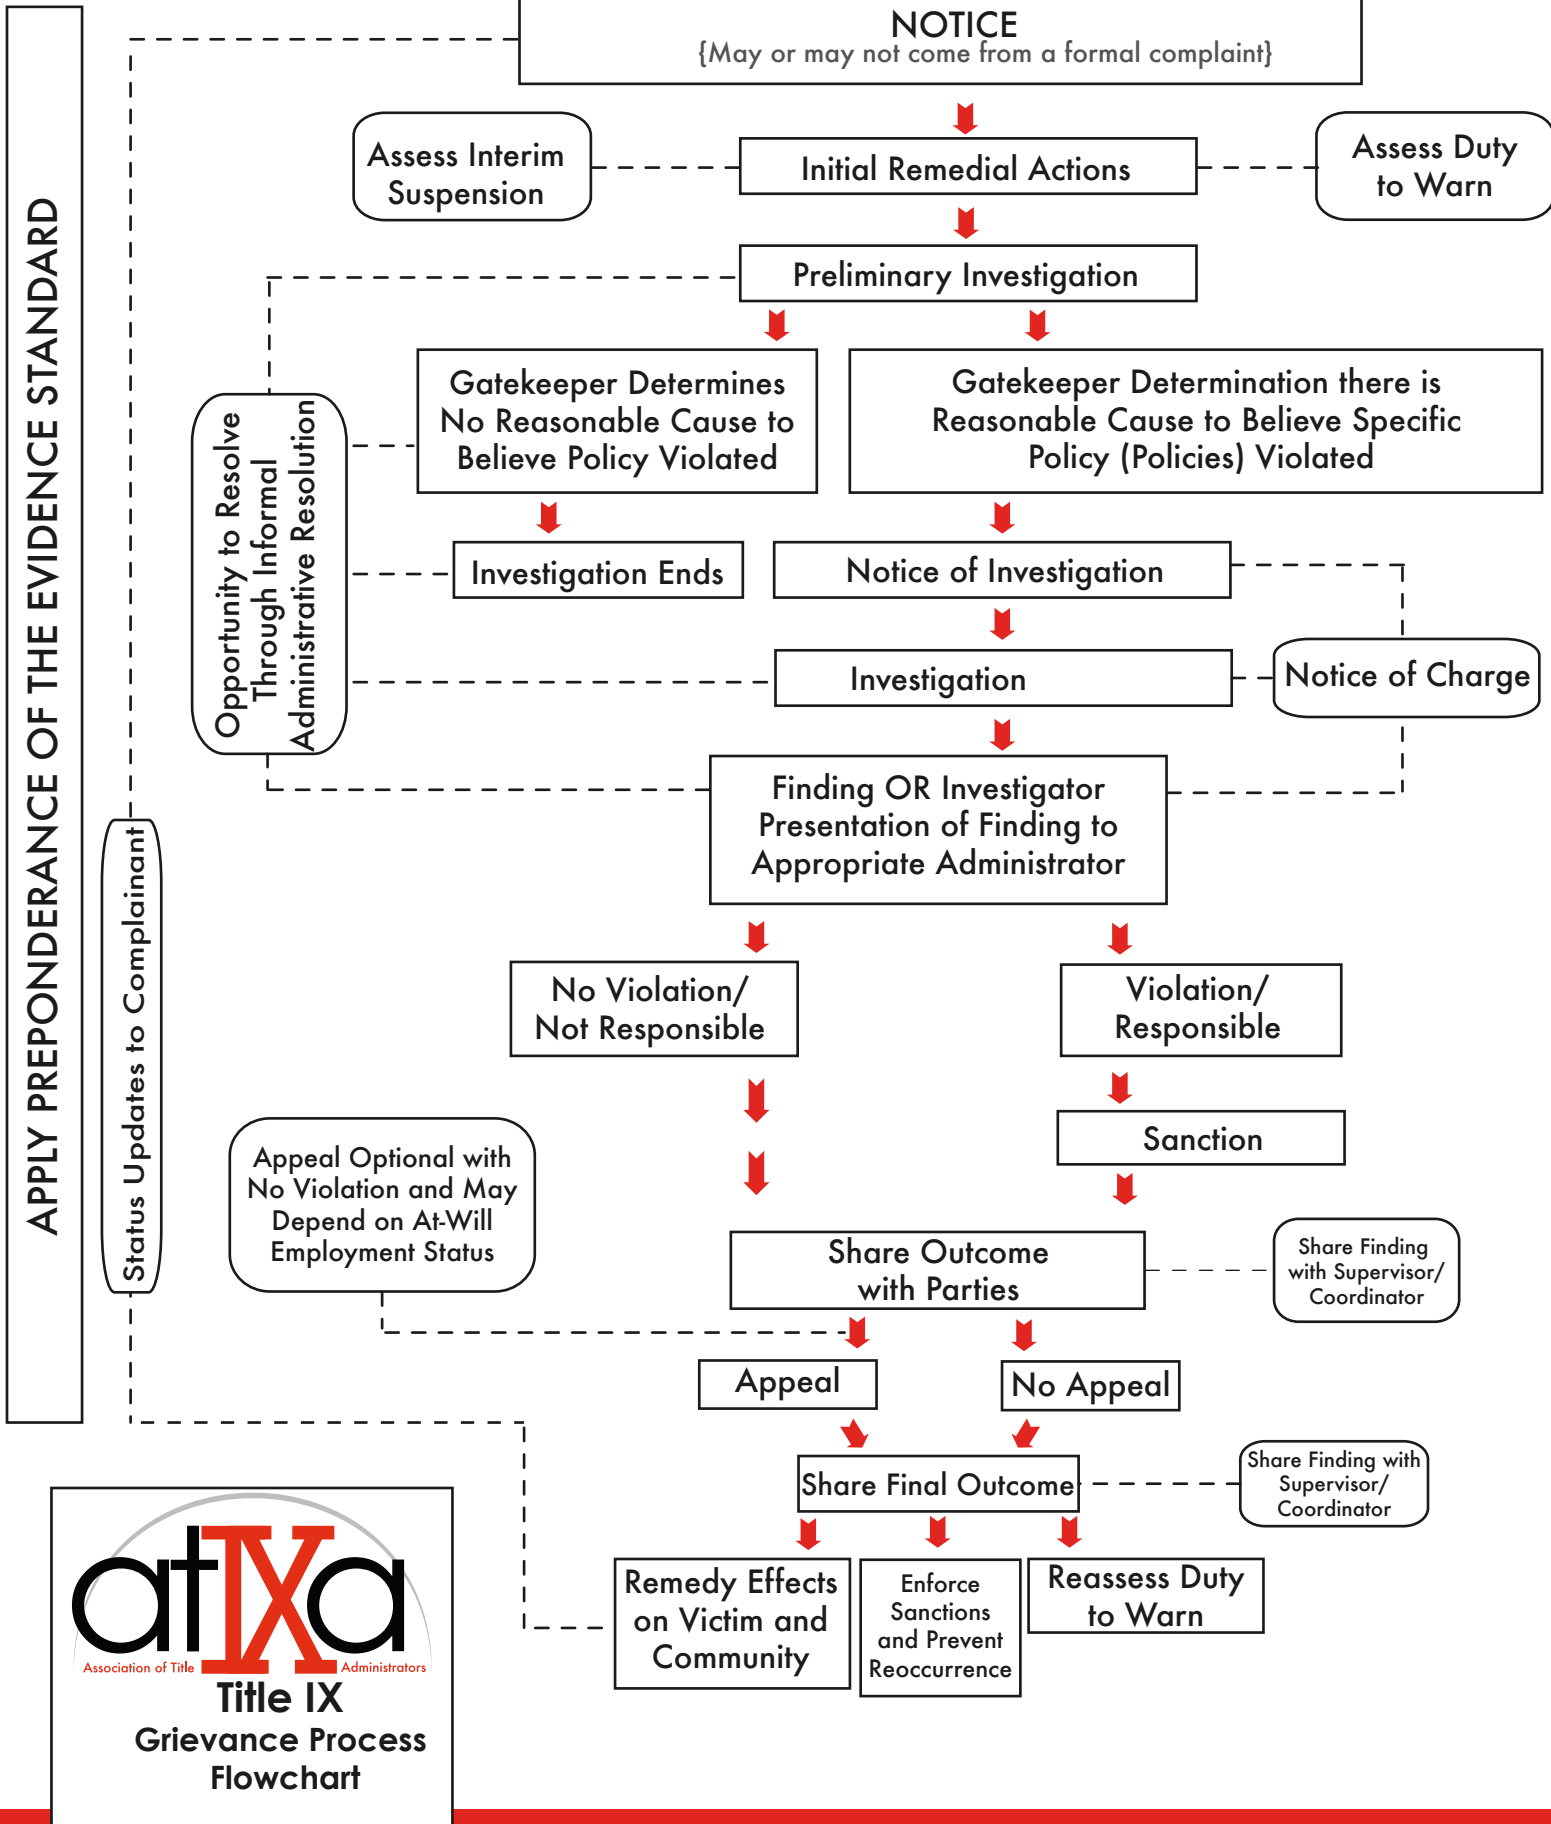 NOTICE
{May or may not come from a formal complaint}
APPLY PREPONDERANCE OF THE EVIDENCE STANDARD
Status Updates to Complainant
Assess Interim
Suspension
Initial Remedial Actions
Assess Duty
to Warn
Preliminary Investigation
Opportunity to Resolve
Through Informal
Administrative Resolution
Gatekeeper Determines
No Reasonable Cause to
Believe Policy Violated
Gatekeeper Determination there is
Reasonable Cause to Believe Specific
Policy (Policies) Violated
Investigation Ends
Notice of Investigation
Investigation
Notice of Charge
Finding OR Investigator
Presentation of Finding to
Appropriate Administrator
No Violation/
Not Responsible
Violation/
Responsible
Sanction
Appeal Optional with
No Violation and May
Depend on At-Will
Employment Status
Share Outcome
with Parties
Share Finding
with Supervisor/
Coordinator
Appeal
No Appeal
Share Final Outcome
Share Finding with
Supervisor/
Coordinator
Remedy Effects
on Victim and
Community
Enforce
Sanctions
and Prevent
Reoccurrence
Reassess Duty
to Warn
atIXa
Association of Title Administrators
Title IX
Grievance Process
Flowchart